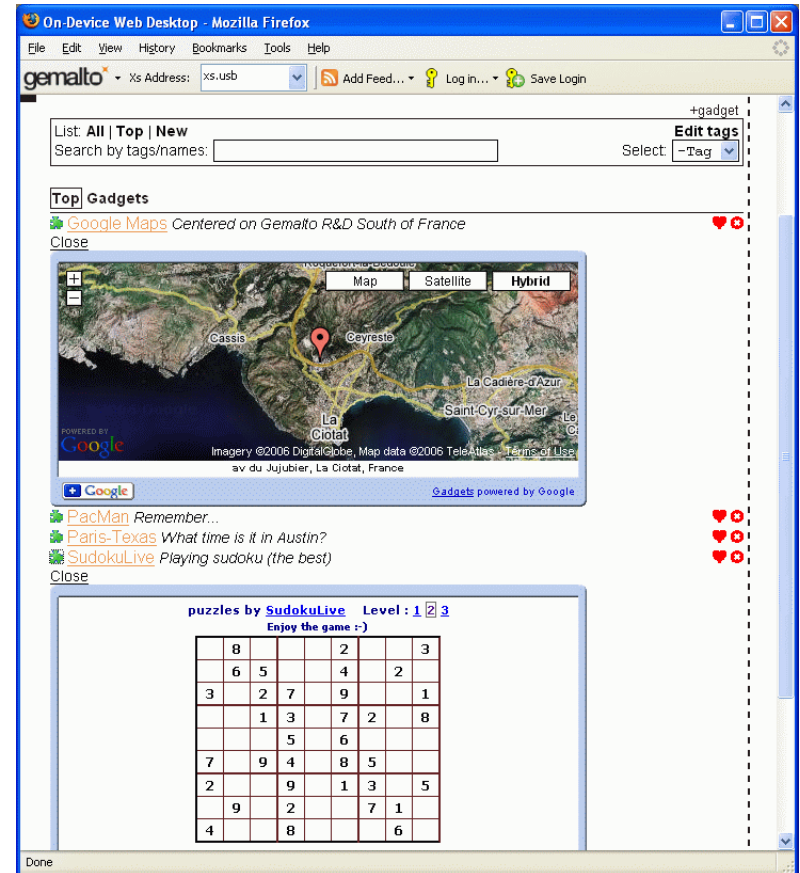 On-Device Web Desktop - Mozilla Firefox
File Edit View History Bookmarks Tools Help
gemalto Xs Address: xs.usb Add Feed... Log in... Save Login
+gadget
List: All | Top | New Edit tags
Search by tags/names: Select: -Tag
Top Gadgets
Google Maps Centered on Gemalto R&D South of France
Close
+ Map Satellite Hybrid
-
Cassis Ceyreste
La Cadière-d'Azur
Saint-Cyr-sur-Mer Le
La
Ciotat
POWERED BY
Google
Imagery ©2006 DigitalGlobe, Map data ©2006 TeleAtlas - Terms of Use
av du Jujubier, La Ciotat, France
+ Google Gadgets powered by Google
PacMan Remember...
Paris-Texas What time is it in Austin?
SudokuLive Playing sudoku (the best)
Close
puzzles by SudokuLive Level : 1 2 3
Enjoy the game :-)
8 2 3
6 5 4 2
3 2 7 9 1
1 3 7 2 8
5 6
7 9 4 8 5
2 9 1 3 5
9 2 7 1
4 8 6
Done